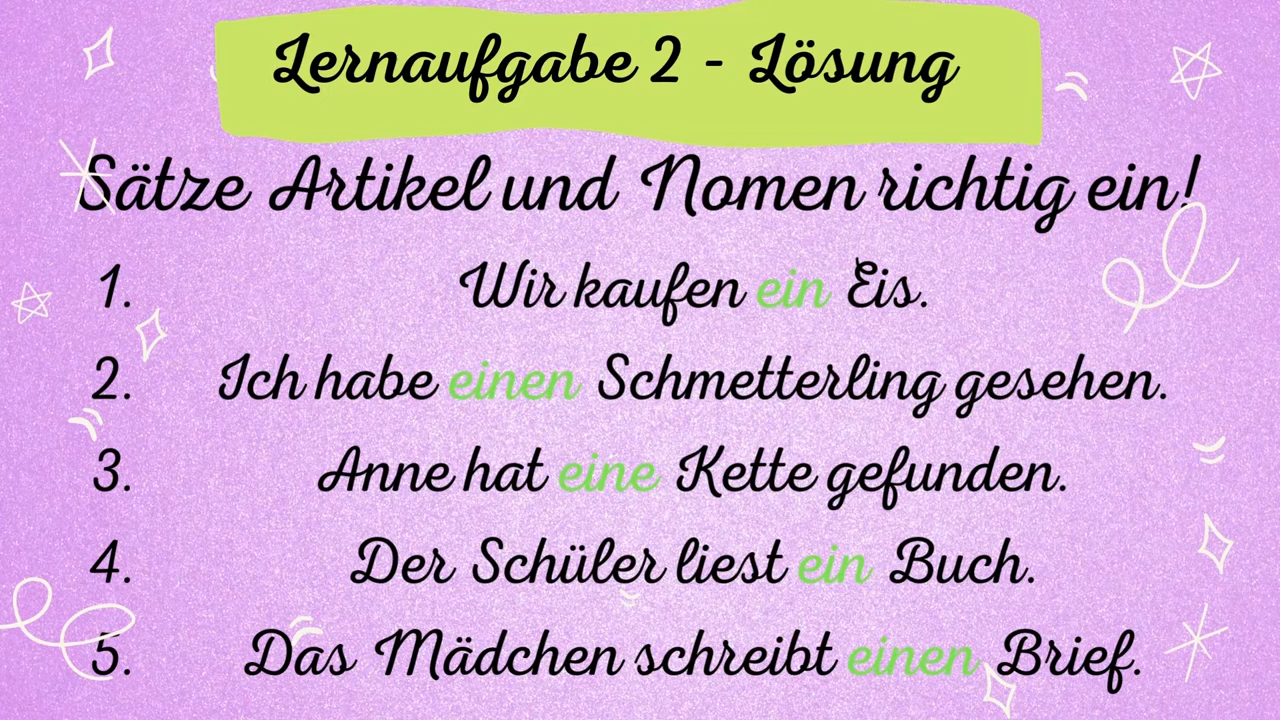 Lernaufgabe 2 - Lösung
Sätze Artikel und Nomen richtig ein!
1. Wir kaufen ein Eis.
2. Ich habe einen Schmetterling gesehen.
3. Anne hat eine Kette gefunden.
4. Der Schüler liest ein Buch.
5. Das Mädchen schreibt einen Brief.